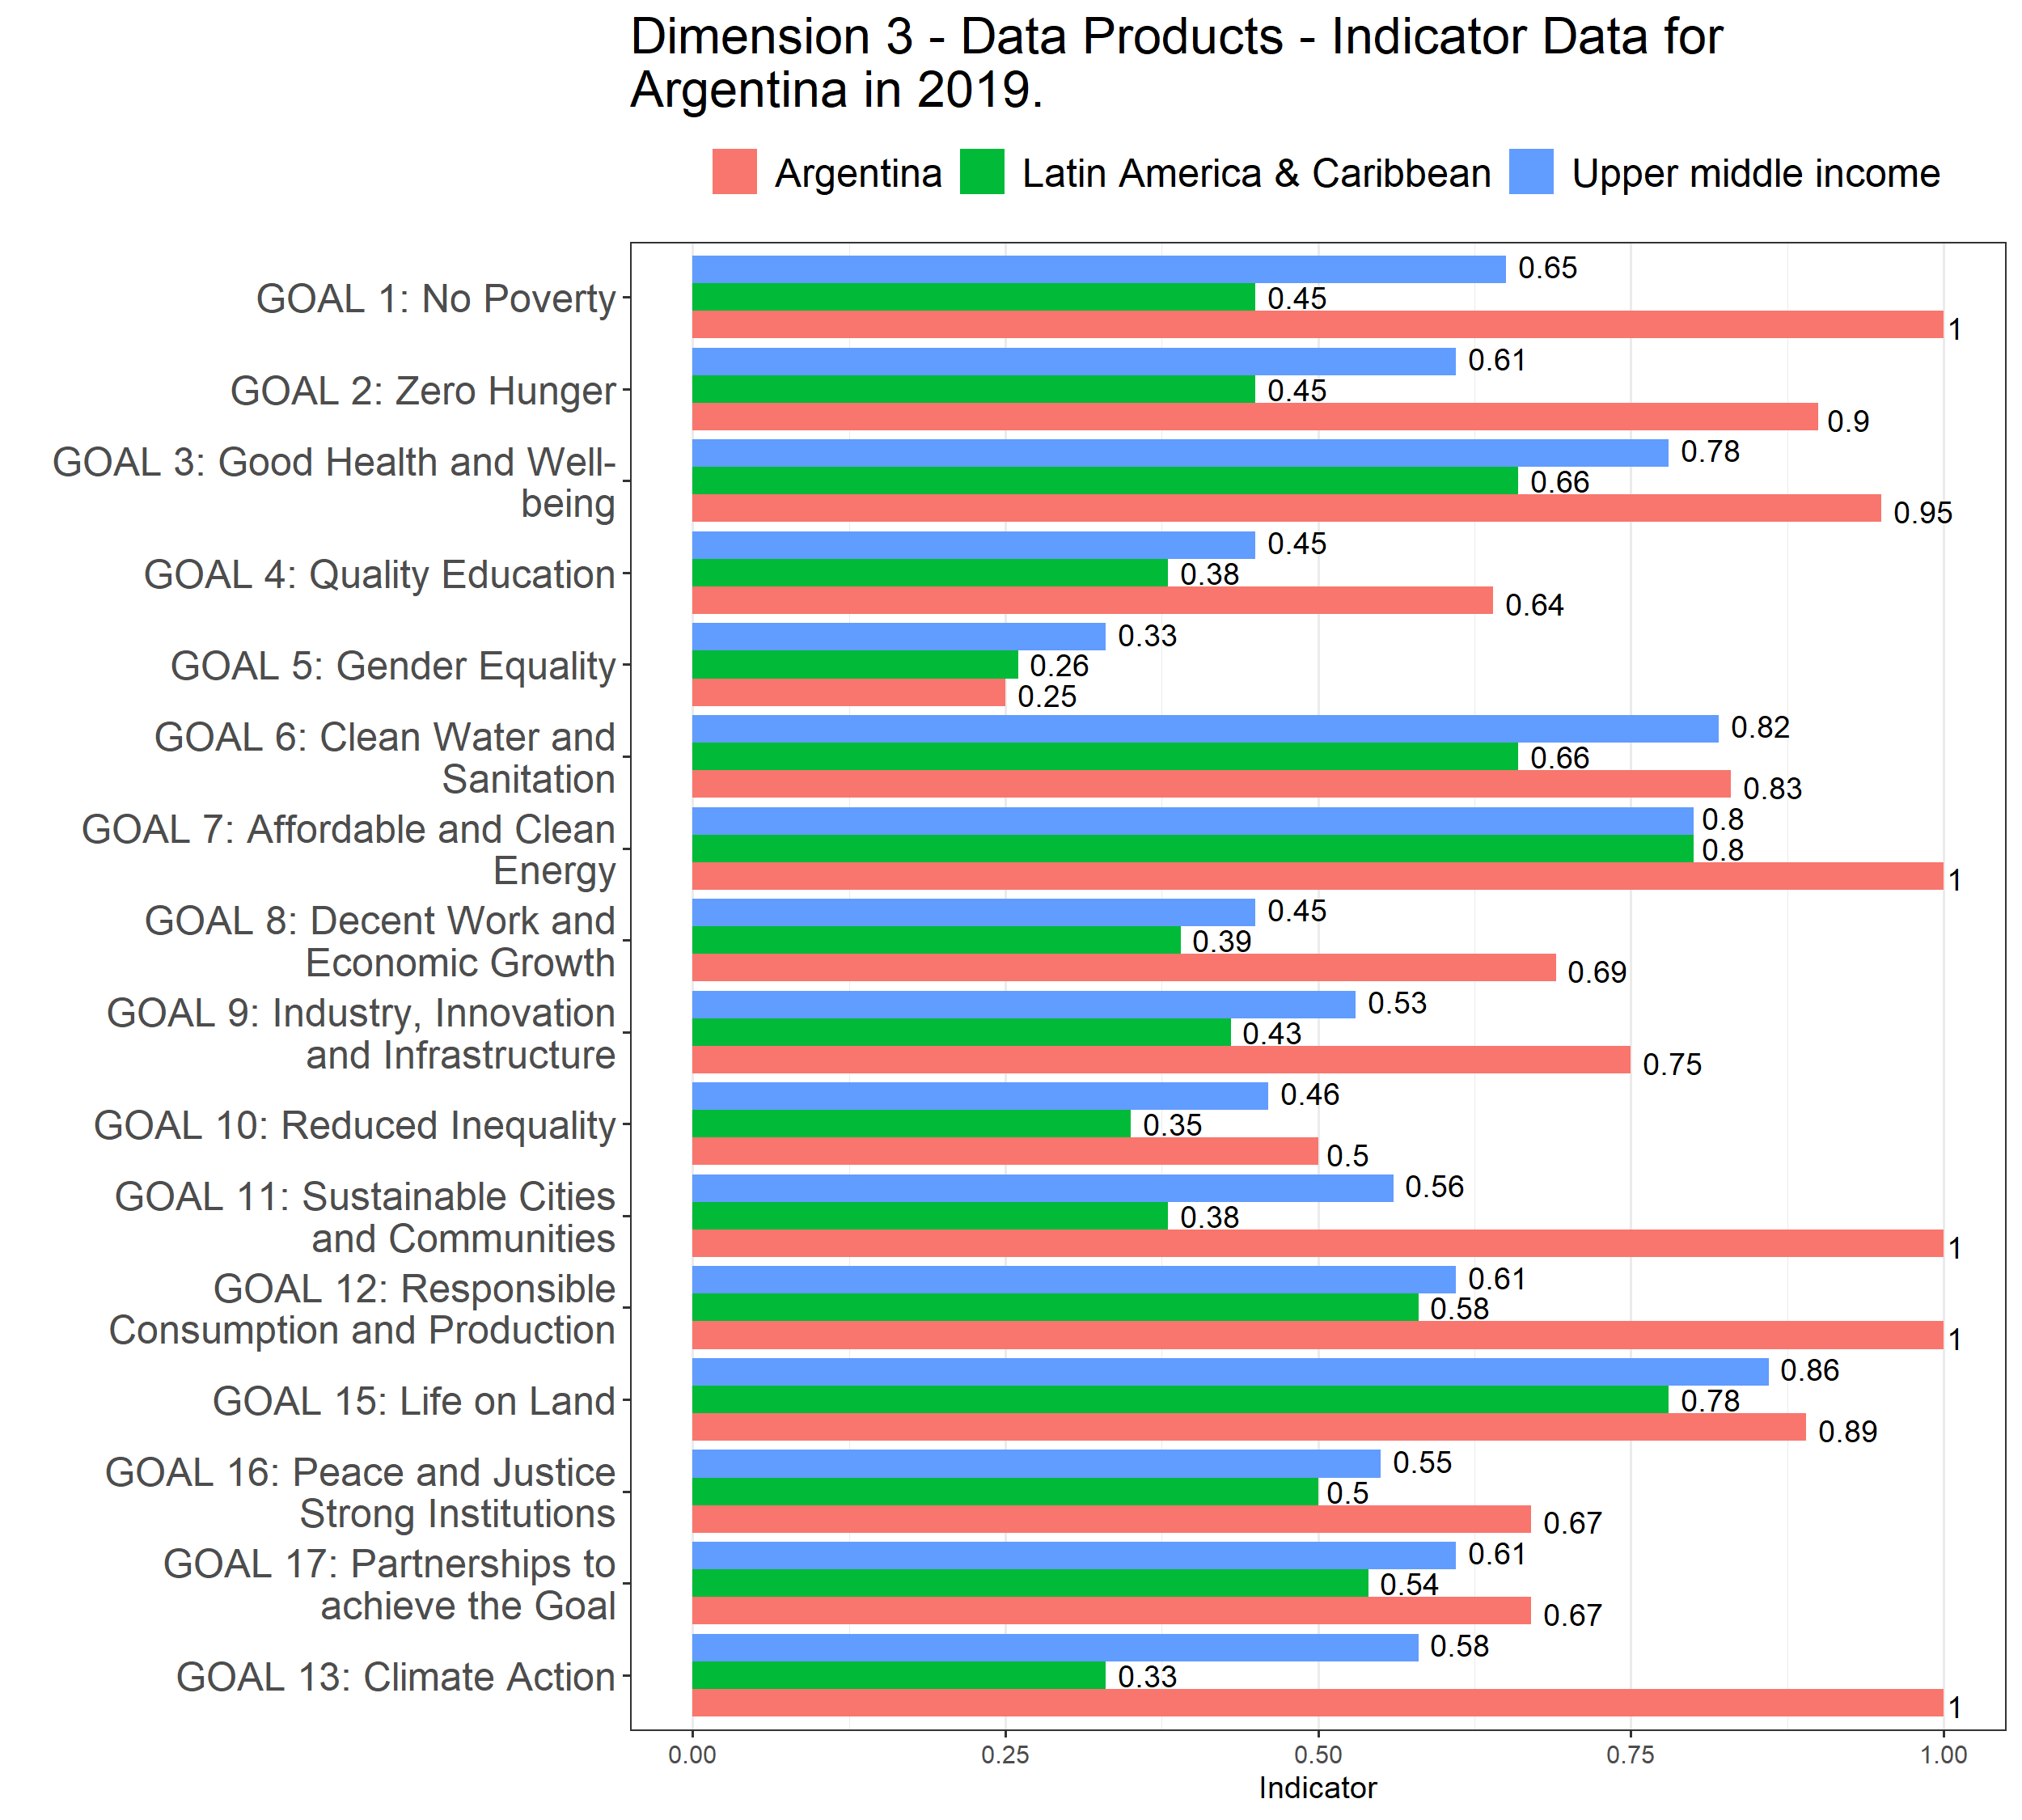 Dimension 3 - Data Products - Indicator Data for
Argentina in 2019.
Argentina
Latin America & Caribbean
Upper middle income
GOAL 1: No Poverty
0.65
0.45
1
GOAL 2: Zero Hunger
0.61
0.45
0.9
GOAL 3: Good Health and Well-
being
0.78
0.66
0.95
GOAL 4: Quality Education
0.45
0.38
0.64
GOAL 5: Gender Equality
0.33
0.26
0.25
GOAL 6: Clean Water and
Sanitation
0.82
0.66
0.83
GOAL 7: Affordable and Clean
Energy
0.8
0.8
1
GOAL 8: Decent Work and
Economic Growth
0.45
0.39
0.69
GOAL 9: Industry, Innovation
and Infrastructure
0.53
0.43
0.75
GOAL 10: Reduced Inequality
0.46
0.35
0.5
GOAL 11: Sustainable Cities
and Communities
0.56
0.38
1
GOAL 12: Responsible
Consumption and Production
0.61
0.58
1
GOAL 15: Life on Land
0.86
0.78
0.89
GOAL 16: Peace and Justice
Strong Institutions
0.55
0.5
0.67
GOAL 17: Partnerships to
achieve the Goal
0.61
0.54
0.67
GOAL 13: Climate Action
0.58
0.33
1
0.00 0.25 0.50 0.75 1.00
Indicator